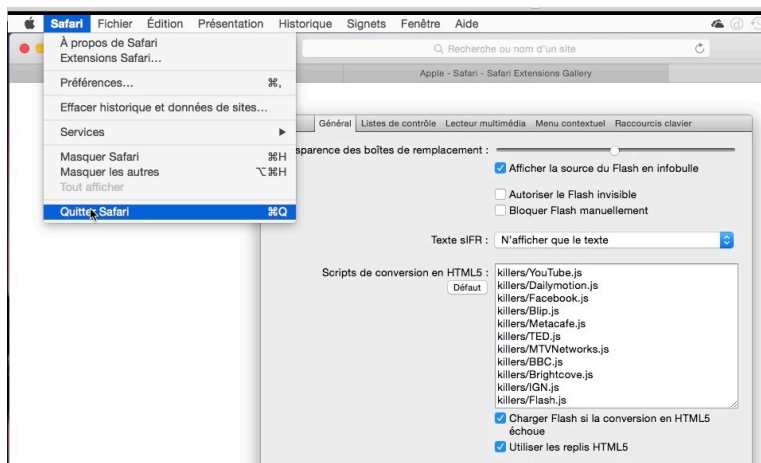 Safari Fichier Édition Présentation Historique Signets Fenêtre Aide
À propos de Safari
Extensions Safari…
Préférences… ⌘,
Effacer historique et données de sites…
Services ▶
Masquer Safari ⌘H
Masquer les autres ⌥⌘H
Tout afficher
Quitter Safari ⌘Q
Recherche ou nom d'un site
Apple - Safari - Safari Extensions Gallery
Général Listes de contrôle Lecteur multimédia Menu contextuel Raccourcis clavier
sparence des boîtes de remplacement :
Afficher la source du Flash en infobulle
Autoriser le Flash invisible
Bloquer Flash manuellement
Texte sIFR : N'afficher que le texte
Scripts de conversion en HTML5 :
Défaut
killers/YouTube.js
killers/Dailymotion.js
killers/Facebook.js
killers/Blip.js
killers/Metacafe.js
killers/TED.js
killers/MTVNetworks.js
killers/BBC.js
killers/Brightcove.js
killers/IGN.js
killers/Flash.js
Charger Flash si la conversion en HTML5
échoue
Utiliser les replis HTML5